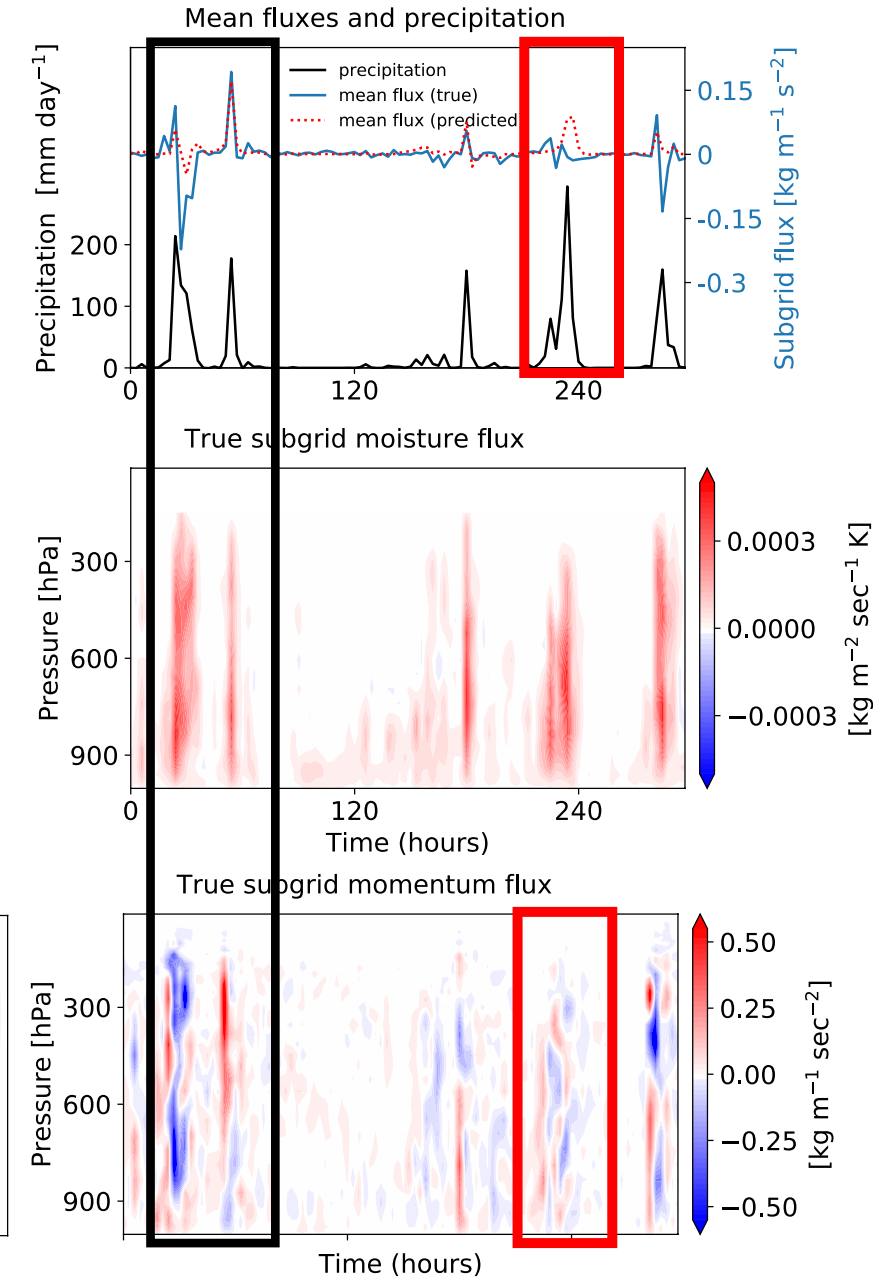 Mean fluxes and precipitation
precipitation
mean flux (true)
mean flux (predicted)
Precipitation [mm day⁻¹]
200
100
0
0.15
0
-0.15
-0.3
Subgrid flux [kg m⁻¹ s⁻²]
0 120 240
True subgrid moisture flux
Pressure [hPa]
300
600
900
0 120 240
Time (hours)
0.0003
0.0000
−0.0003
[kg m⁻² sec⁻¹ K]
True subgrid momentum flux
Pressure [hPa]
300
600
900
Time (hours)
0.50
0.25
0.00
−0.25
−0.50
[kg m⁻¹ sec⁻²]